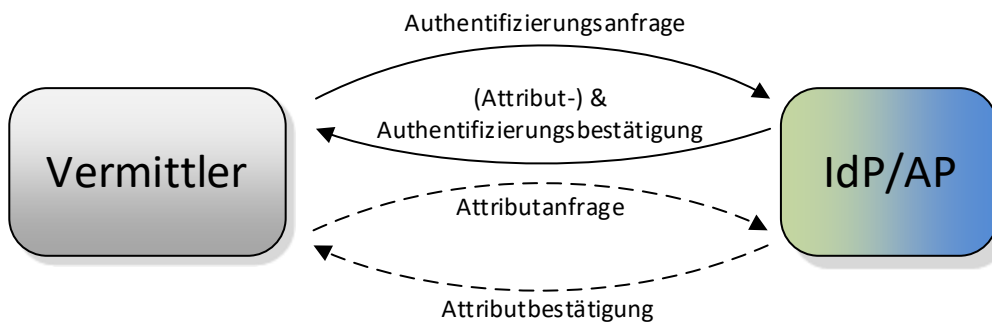 Authentifizierungsanfrage
(Attribut-) &
Authentifizierungsbestätigung
Vermittler
IdP/AP
Attributanfrage
Attributbestätigung